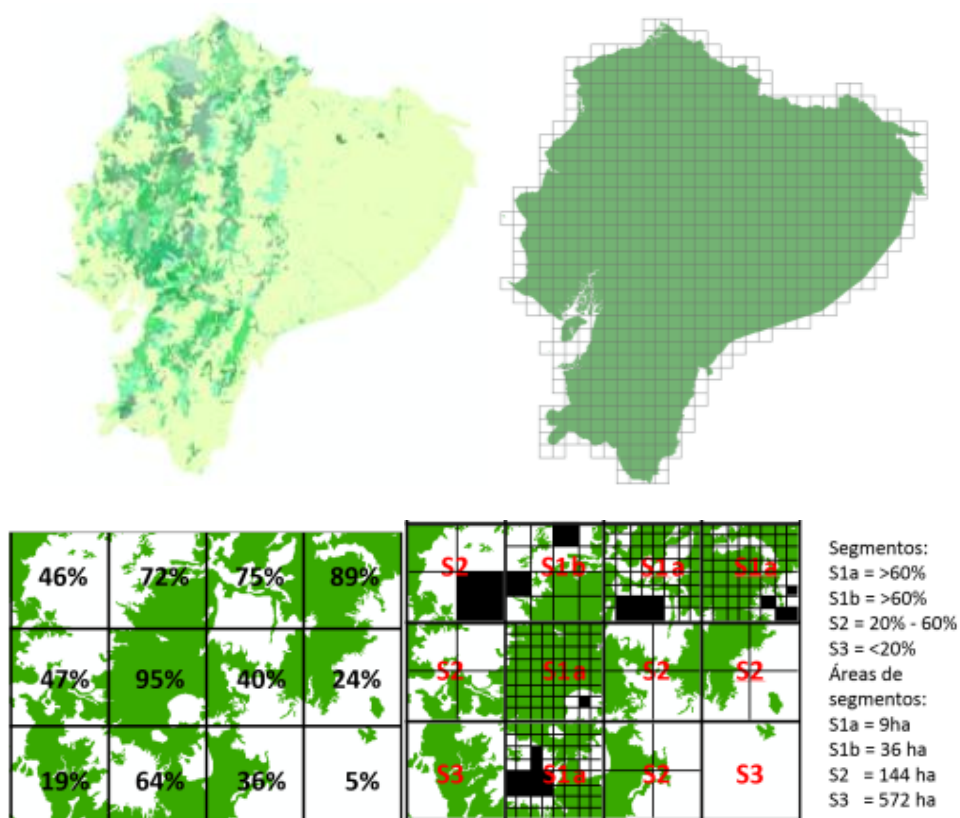 46% 72% 75% 89%
47% 95% 40% 24%
19% 64% 36% 5%
S2 S1b S1a S1a
S2 S1a S2 S2
S3 S1a S2 S3
Segmentos:
S1a = >60%
S1b = >60%
S2 = 20% - 60%
S3 = <20%
Áreas de
segmentos:
S1a = 9ha
S1b = 36 ha
S2 = 144 ha
S3 = 572 ha